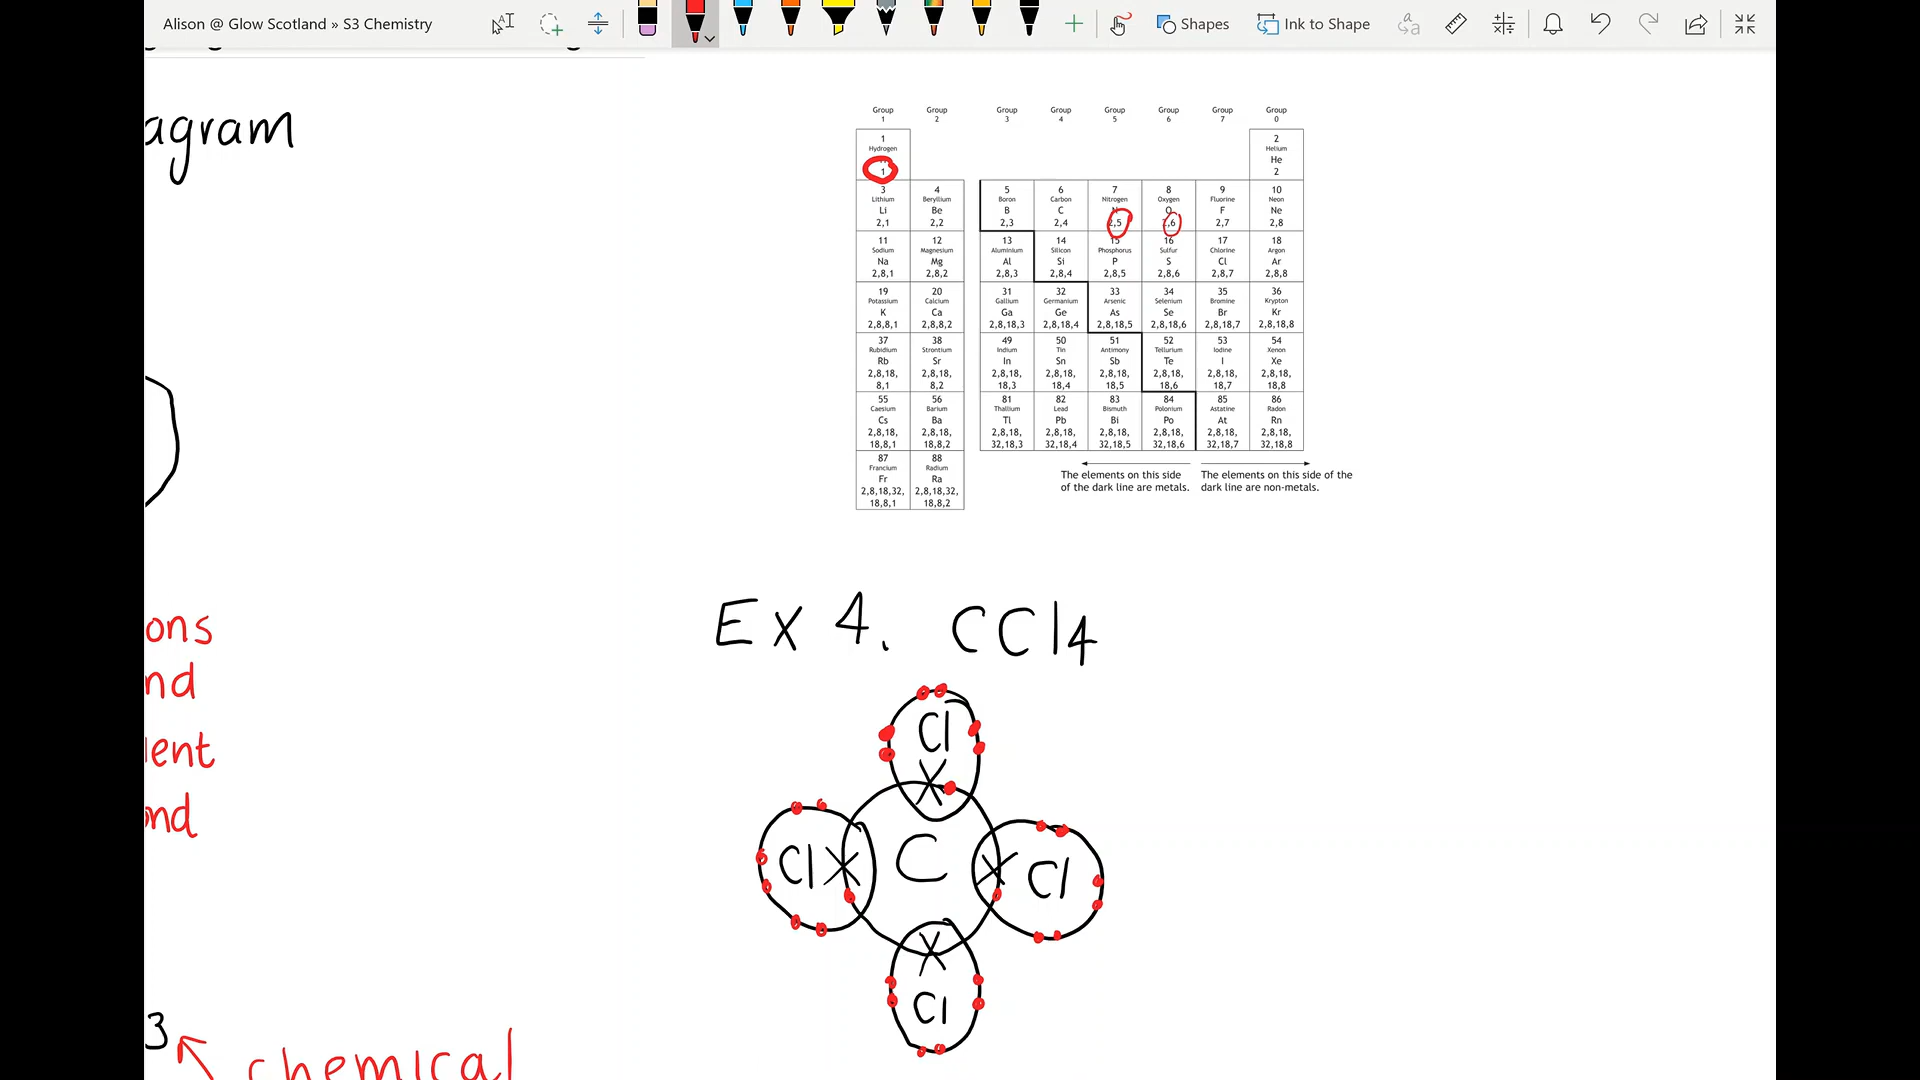 Alison @ Glow Scotland » S3 Chemistry
Shapes
Ink to Shape
agram
ons
nd
lent
ond
3
chemical
Group 1 Group 2 Group 3 Group 4 Group 5 Group 6 Group 7 Group 0
1 Hydrogen 1
2 Helium He 2
3 Lithium Li 2,1
4 Beryllium Be 2,2
5 Boron B 2,3
6 Carbon C 2,4
7 Nitrogen N 2,5
8 Oxygen O 2,6
9 Fluorine F 2,7
10 Neon Ne 2,8
11 Sodium Na 2,8,1
12 Magnesium Mg 2,8,2
13 Aluminium Al 2,8,3
14 Silicon Si 2,8,4
15 Phosphorus P 2,8,5
16 Sulfur S 2,8,6
17 Chlorine Cl 2,8,7
18 Argon Ar 2,8,8
19 Potassium K 2,8,8,1
20 Calcium Ca 2,8,8,2
31 Gallium Ga 2,8,18,3
32 Germanium Ge 2,8,18,4
33 Arsenic As 2,8,18,5
34 Selenium Se 2,8,18,6
35 Bromine Br 2,8,18,7
36 Krypton Kr 2,8,18,8
37 Rubidium Rb 2,8,18, 8,1
38 Strontium Sr 2,8,18, 8,2
49 Indium In 2,8,18, 18,3
50 Tin Sn 2,8,18, 18,4
51 Antimony Sb 2,8,18, 18,5
52 Tellurium Te 2,8,18, 18,6
53 Iodine I 2,8,18, 18,7
54 Xenon Xe 2,8,18, 18,8
55 Caesium Cs 2,8,18, 18,8,1
56 Barium Ba 2,8,18, 18,8,2
81 Thallium Tl 2,8,18, 32,18,3
82 Lead Pb 2,8,18, 32,18,4
83 Bismuth Bi 2,8,18, 32,18,5
84 Polonium Po 2,8,18, 32,18,6
85 Astatine At 2,8,18, 32,18,7
86 Radon Rn 2,8,18, 32,18,8
87 Francium Fr 2,8,18,32, 18,8,1
88 Radium Ra 2,8,18,32, 18,8,2
The elements on this side
of the dark line are metals.
The elements on this side of the
dark line are non-metals.
Ex 4. CCl4
Cl
X
Cl X C X Cl
X
Cl